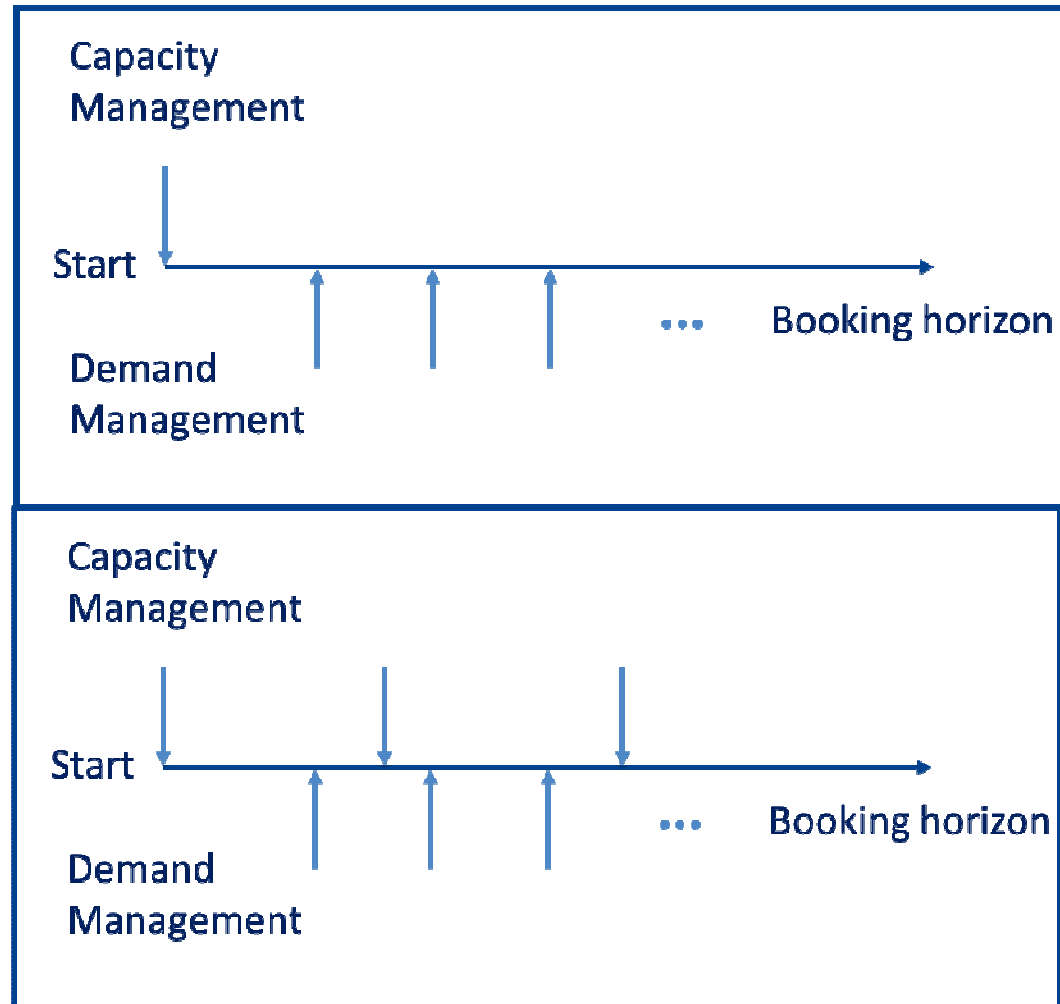 Capacity
Management
Start
... Booking horizon
Demand
Management
Capacity
Management
Start
... Booking horizon
Demand
Management